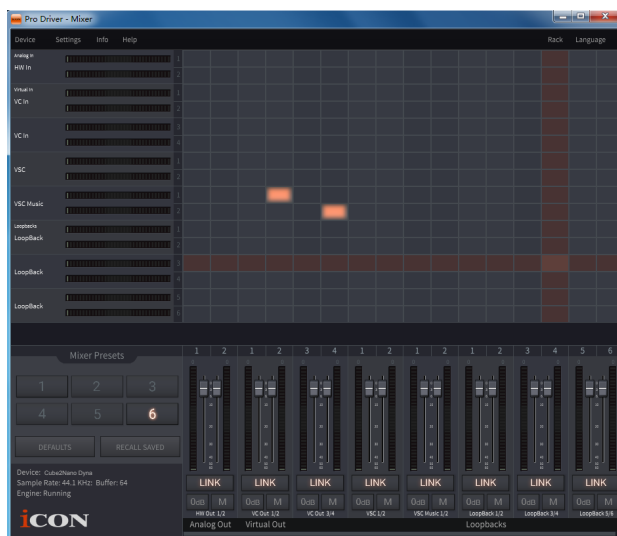 Pro Driver - Mixer
Device Settings Info Help Rack Language
Analog In
HW In
1
2
Virtual In
VC In
1
2
VC In
3
4
VSC
1
2
VSC Music
1
2
Loopbacks
LoopBack
1
2
LoopBack
3
4
LoopBack
5
6
Mixer Presets
1 2 3
4 5 6
DEFAULTS RECALL SAVED
Device: Cube2Nano Dyna
Sample Rate: 44.1 KHz: Buffer: 64
Engine: Running
iCON
1 2 1 2 3 4 1 2 1 2 1 2 3 4 5 6
LINK LINK LINK LINK LINK LINK LINK LINK
0dB M 0dB M 0dB M 0dB M 0dB M 0dB M 0dB M 0dB M
HW Out 1/2 VC Out 1/2 VC Out 3/4 VSC 1/2 VSC Music 1/2 LoopBack 1/2 LoopBack 3/4 LoopBack 5/6
Analog Out Virtual Out Loopbacks